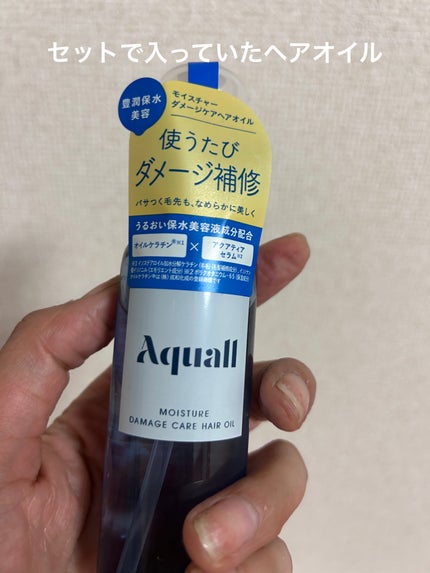 セットで入っていたヘアオイル
豊潤保水
美容
モイスチャー
ダメージケアヘアオイル
使うたび
ダメージ補修
パサつく毛先も、なめらかに美しく
うるおい保水美容液成分配合
オイルケラチン※1 × アクアティアセラム※2
Aquall
MOISTURE
DAMAGE CARE HAIR OIL